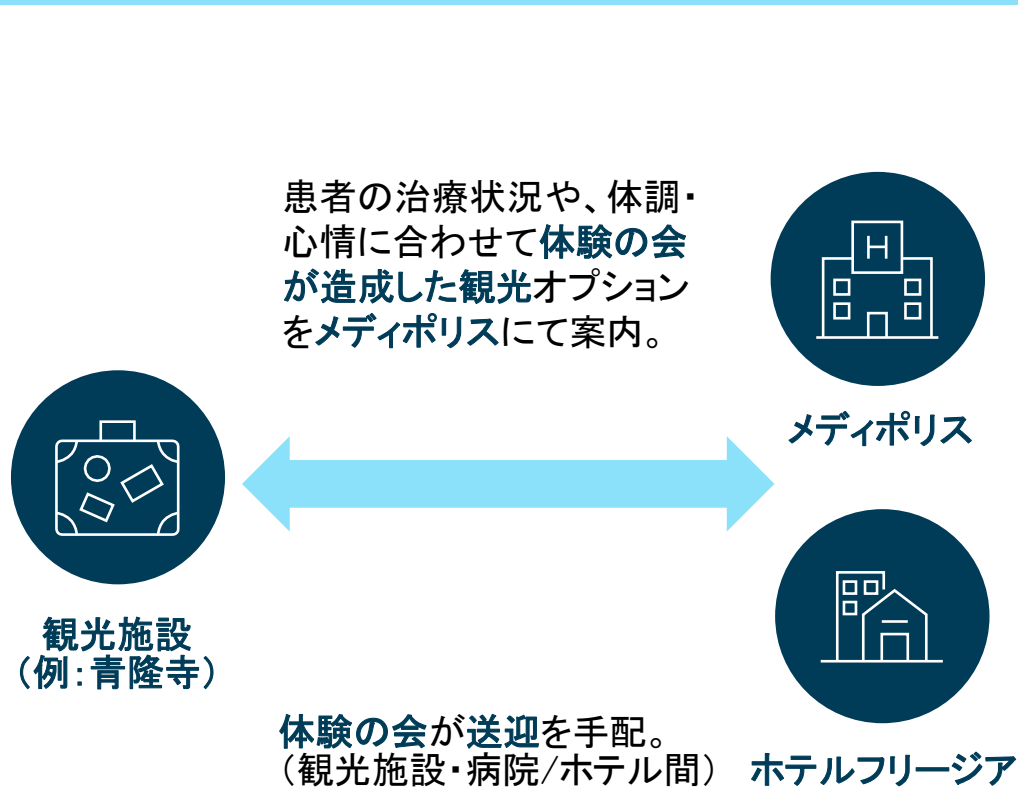 患者の治療状況や、体調・
心情に合わせて体験の会
が造成した観光オプション
をメディポリスにて案内。
H
メディポリス
観光施設
（例：青隆寺）
体験の会が送迎を手配。
（観光施設・病院/ホテル間）
ホテルフリージア